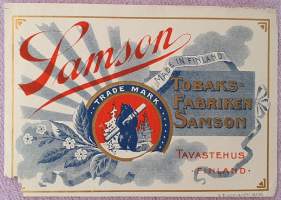 Samson
MADE IN FINLAND
TRADE MARK
TOBAKS-
FABRIKEN
SAMSON
TAVASTEHUS
FINLAND